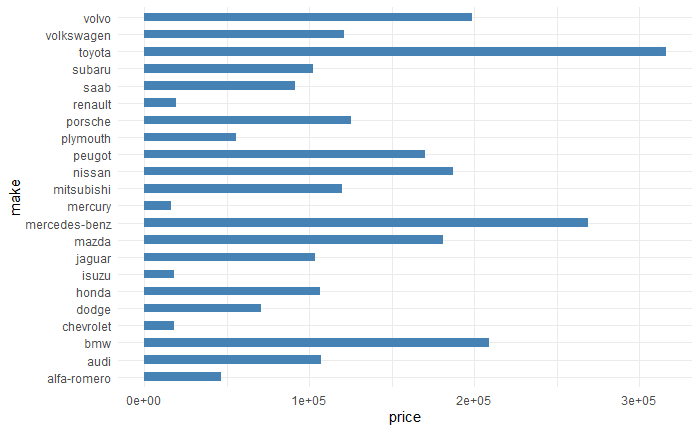 volvo
volkswagen
toyota
subaru
saab
renault
porsche
plymouth
peugot
nissan
mitsubishi
mercury
mercedes-benz
mazda
jaguar
isuzu
honda
dodge
chevrolet
bmw
audi
alfa-romero
make
0e+00 1e+05 2e+05 3e+05
price